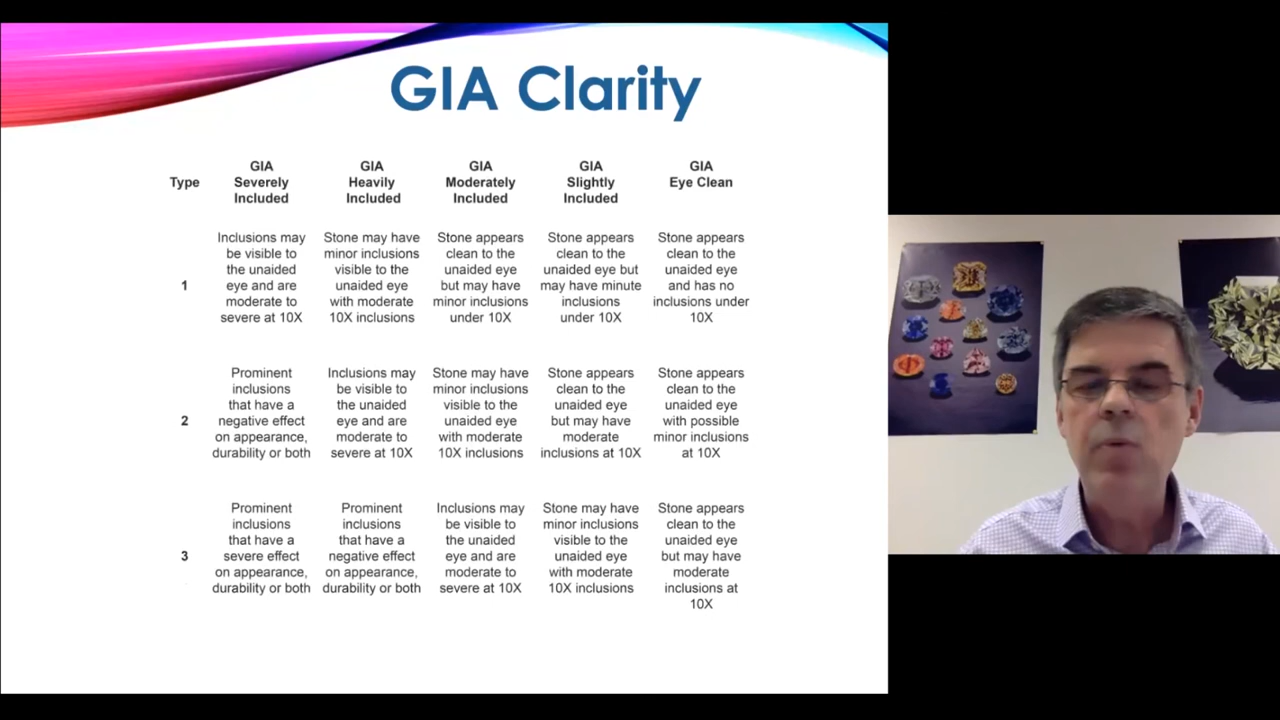 GIA Clarity
Type
GIA
Severely
Included
GIA
Heavily
Included
GIA
Moderately
Included
GIA
Slightly
Included
GIA
Eye Clean
1
Inclusions may
be visible to
the unaided
eye and are
moderate to
severe at 10X
Stone may have
minor inclusions
visible to the
unaided eye
with moderate
10X inclusions
Stone appears
clean to the
unaided eye
but may have
minor inclusions
under 10X
Stone appears
clean to the
unaided eye but
may have minute
inclusions
under 10X
Stone appears
clean to the
unaided eye
and has no
inclusions under
10X
2
Prominent
inclusions
that have a
negative effect
on appearance,
durability or both
Inclusions may
be visible to
the unaided
eye and are
moderate to
severe at 10X
Stone may have
minor inclusions
visible to the
unaided eye
with moderate
10X inclusions
Stone appears
clean to the
unaided eye
but may have
moderate
inclusions at 10X
Stone appears
clean to the
unaided eye
with possible
minor inclusions
at 10X
3
Prominent
inclusions
that have a
severe effect
on appearance,
durability or both
Prominent
inclusions
that have a
negative effect
on appearance,
durability or both
Inclusions may
be visible to
the unaided
eye and are
moderate to
severe at 10X
Stone may have
minor inclusions
visible to the
unaided eye
with moderate
10X inclusions
Stone appears
clean to the
unaided eye
but may have
moderate
inclusions at
10X